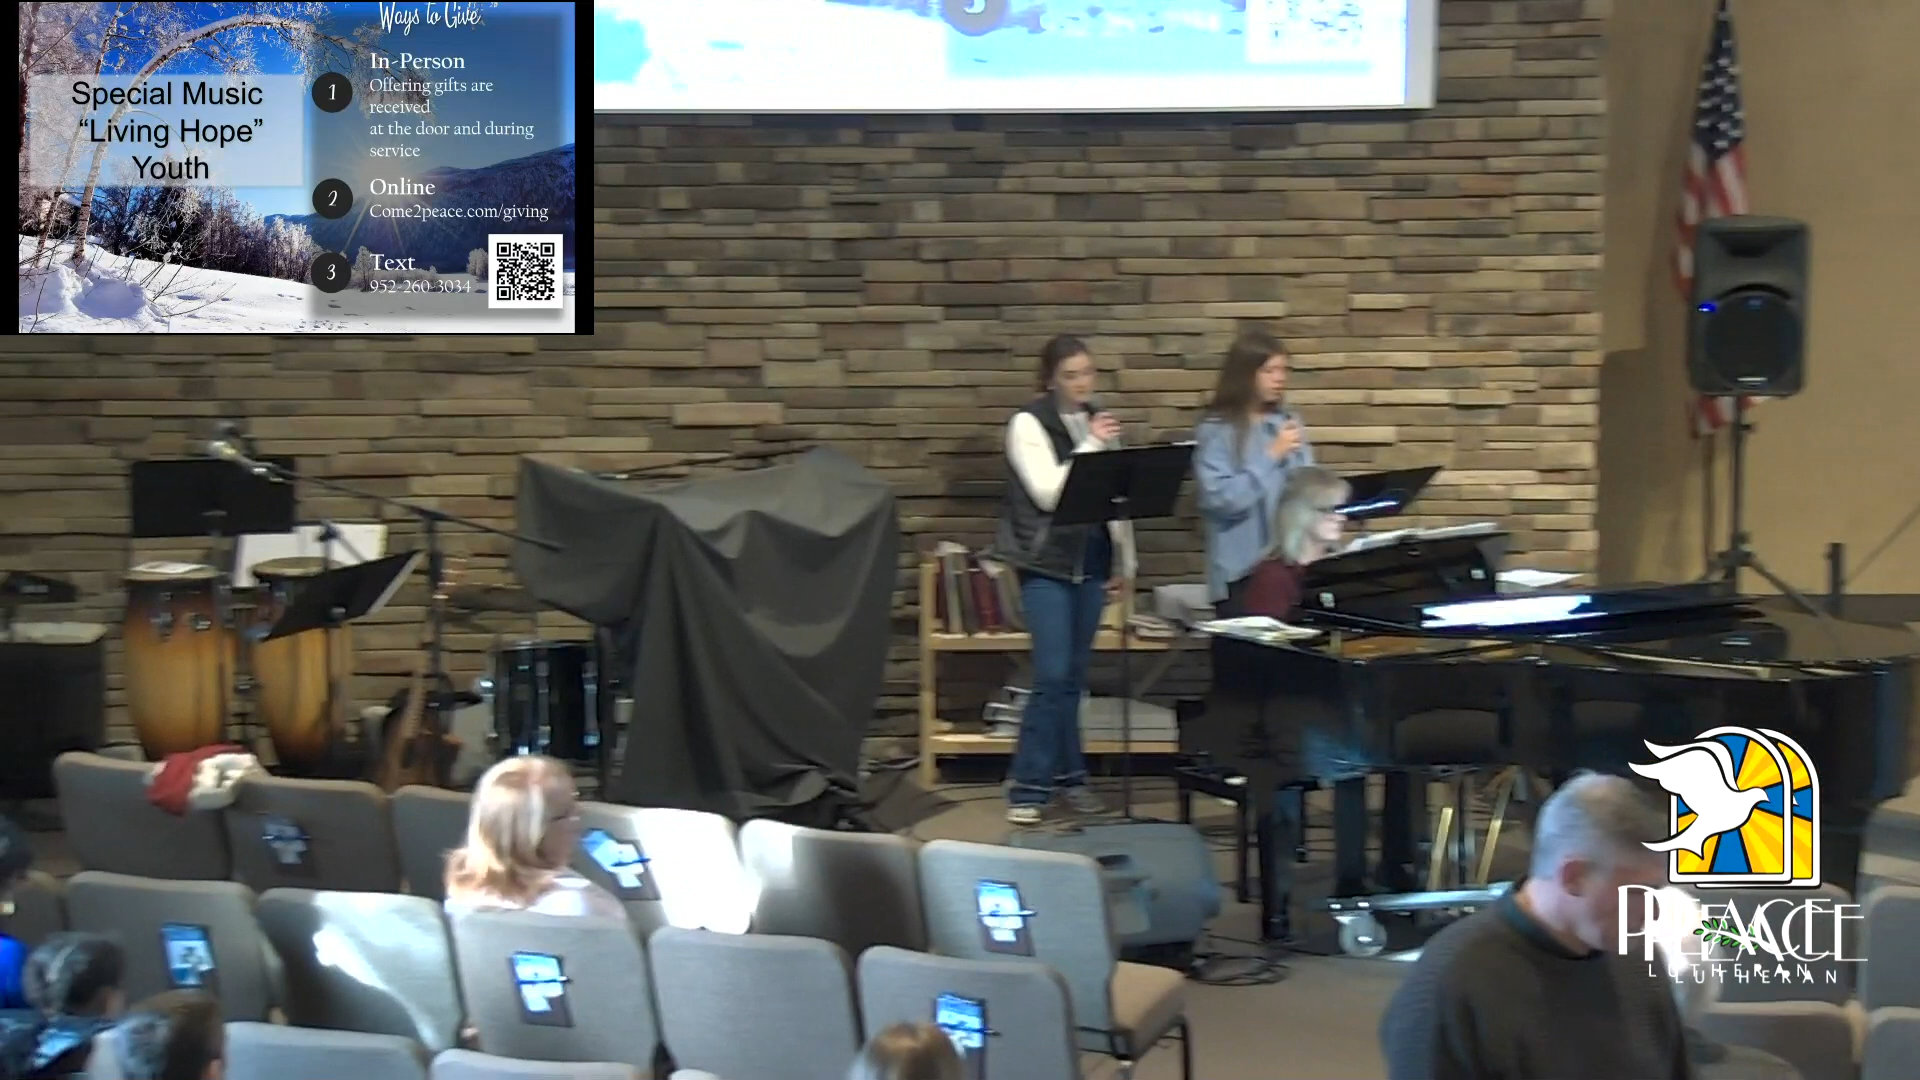 Ways to Give
Special Music
“Living Hope”
Youth
1
In-Person
Offering gifts are
received
at the door and during
service
2
Online
Come2peace.com/giving
3
Text
952-260-3034
PEACE
LUTHERAN